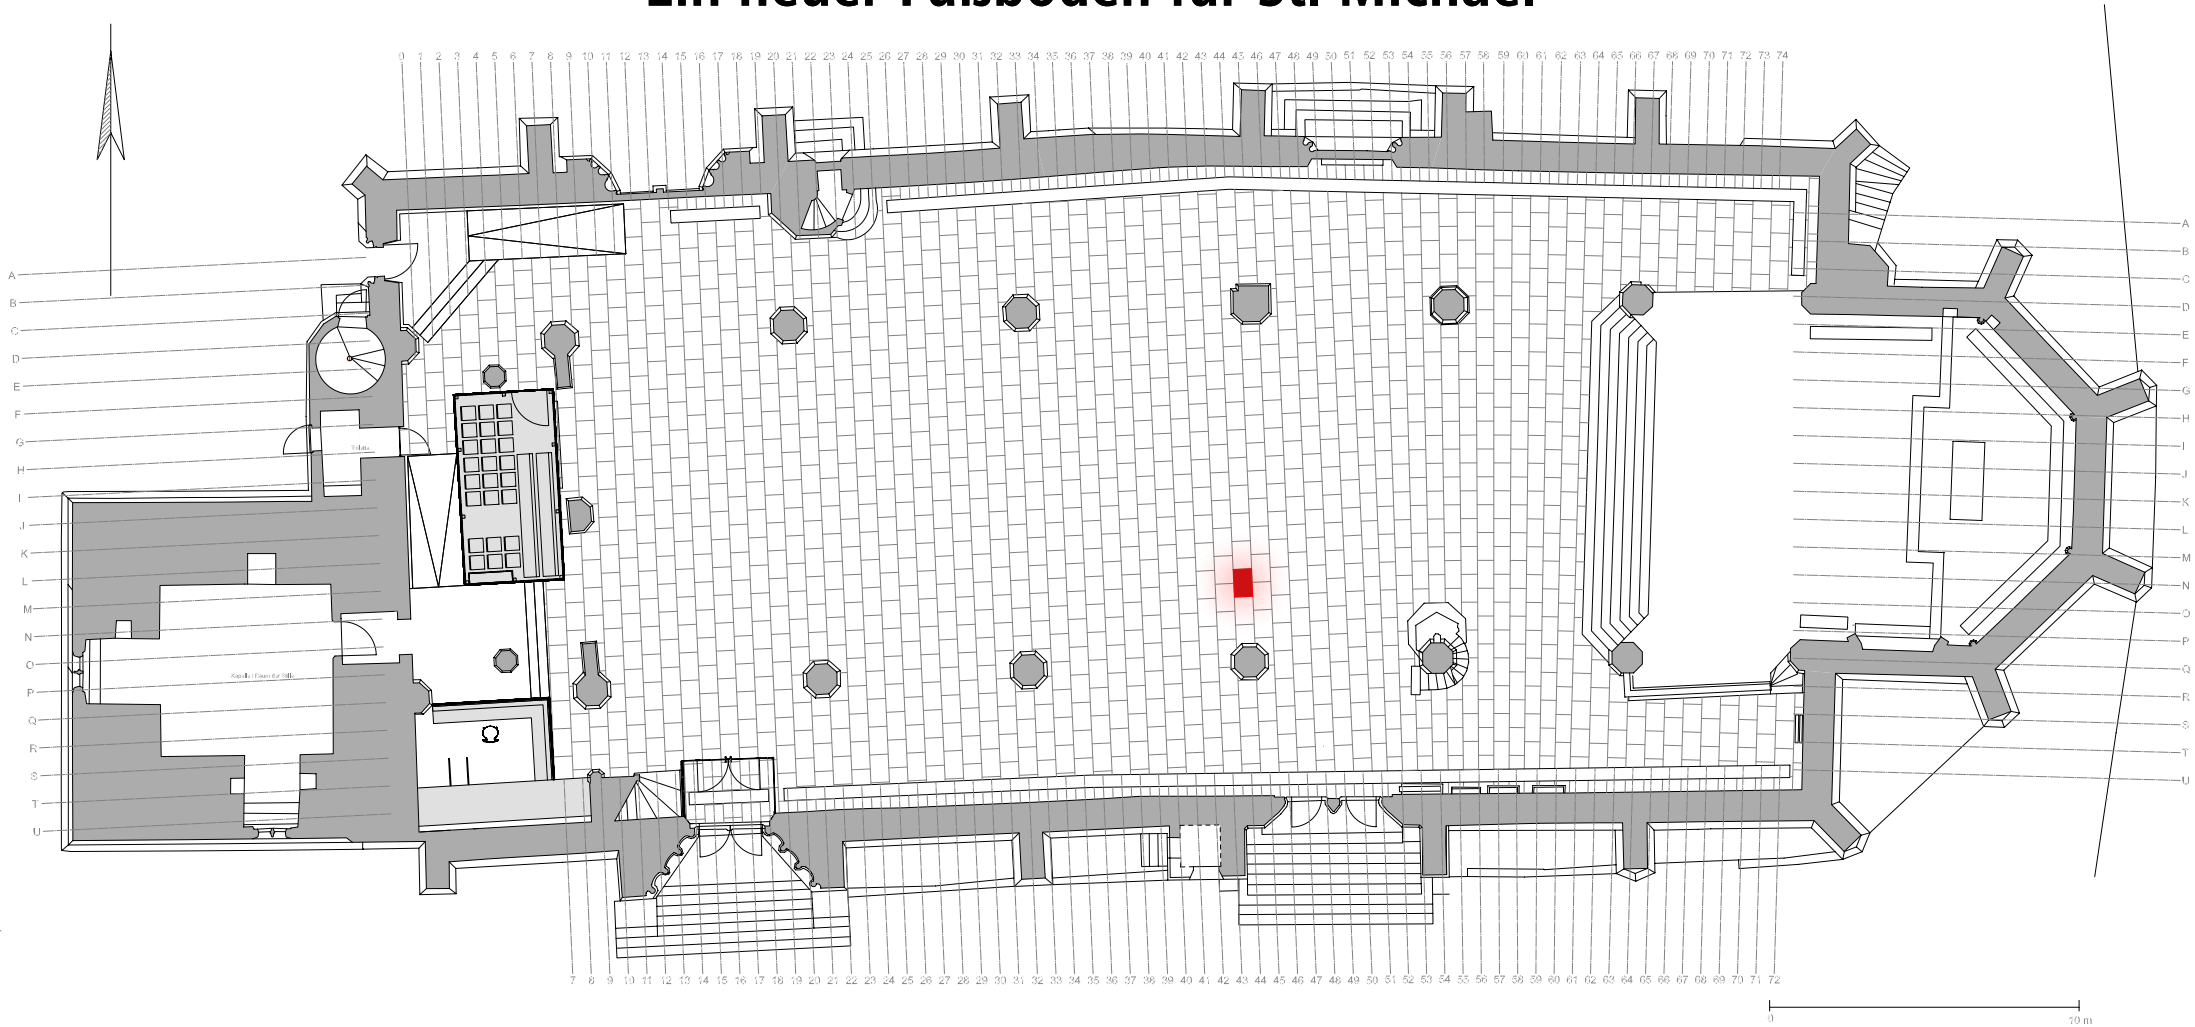 Ein neuer Fußboden für St. Michael
0 1 2 3 4 5 6 7 8 9 10 11 12 13 14 15 16 17 18 19 20 21 22 23 24 25 26 27 28 29 30 31 32 33 34 35 36 37 38 39 40 41 42 43 44 45 46 47 48 49 50 51 52 53 54 55 56 57 58 59 60 61 62 63 64 65 66 67 68 69 70 71 72 73 74
A
B
C
D
E
F
G
H
I
J
K
L
M
N
O
P
Q
R
S
T
U
A
B
C
D
E
F
G
H
I
J
K
L
M
N
O
P
Q
R
S
T
U
Kapelle / Raum der Stille
7 8 9 10 11 12 13 14 15 16 17 18 19 20 21 22 23 24 25 26 27 28 29 30 31 32 33 34 35 36 37 38 39 40 41 42 43 44 45 46 47 48 49 50 51 52 53 54 55 56 57 58 59 60 61 62 63 64 65 66 67 68 69 70 71 72
0 10 m